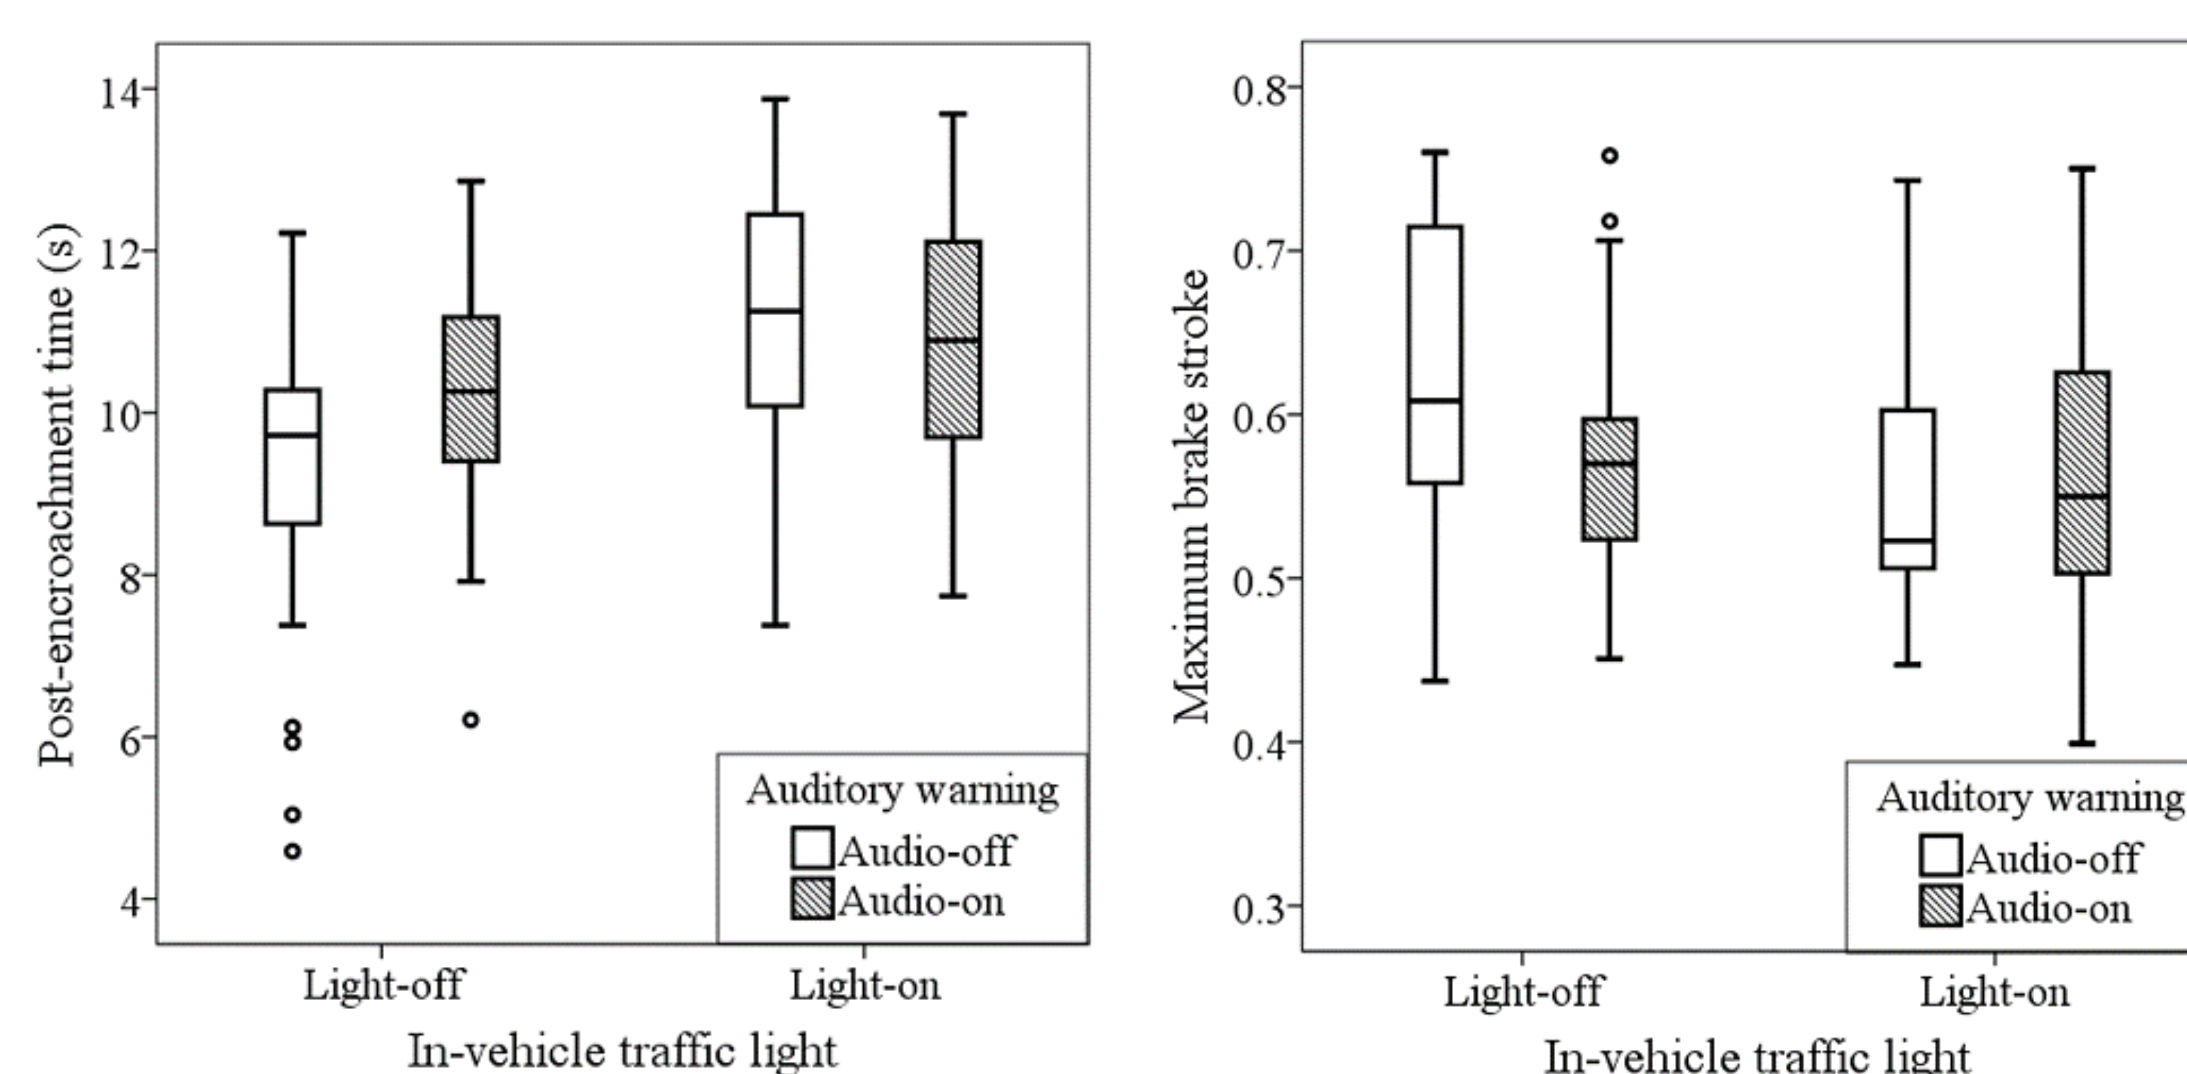 Post-encroachment time (s)
14
12
10
8
6
4
Auditory warning
Audio-off
Audio-on
Light-off
Light-on
In-vehicle traffic light
Maximum brake stroke
0.8
0.7
0.6
0.5
0.4
0.3
Auditory warning
Audio-off
Audio-on
Light-off
Light-on
In-vehicle traffic light